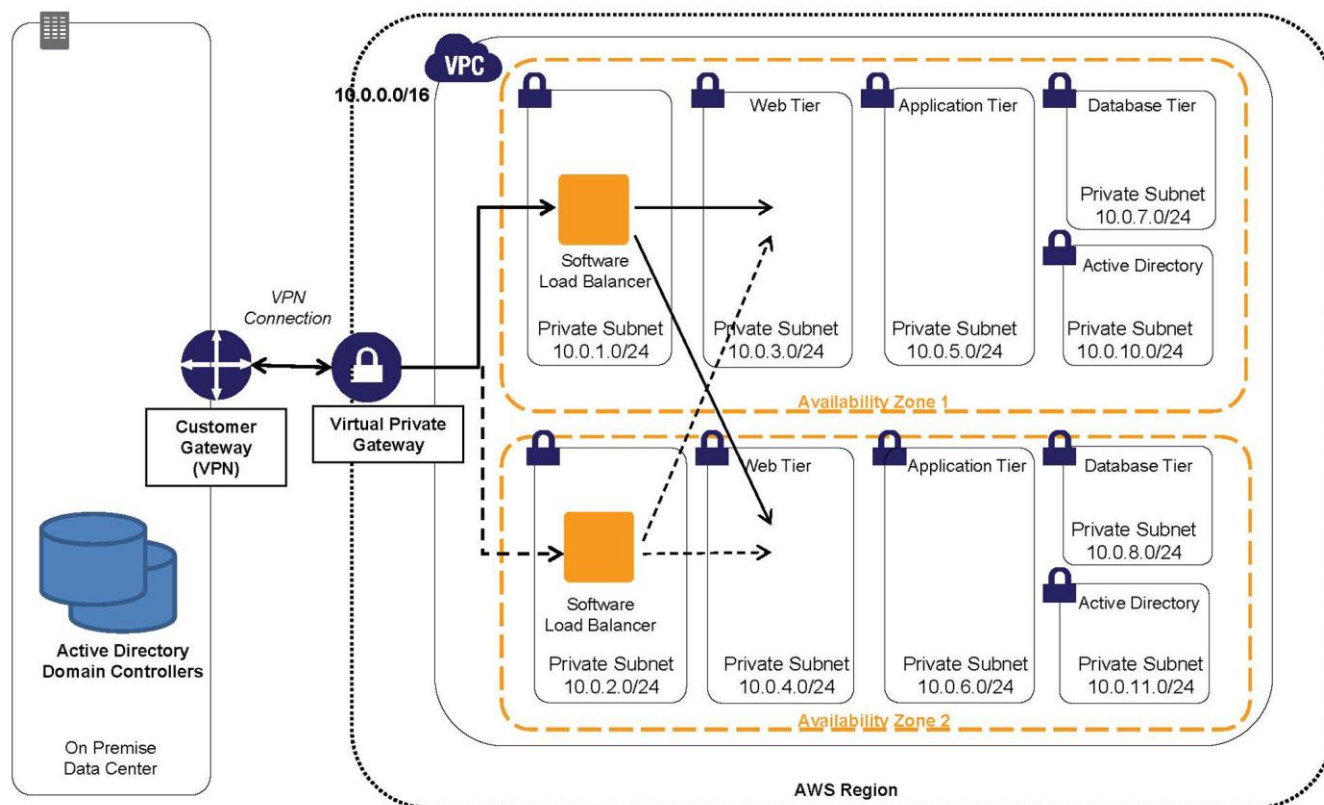 VPC
10.0.0.0/16
Web Tier
Application Tier
Database Tier
Private Subnet
10.0.7.0/24
Active Directory
Software
Load Balancer
Private Subnet
10.0.1.0/24
Private Subnet
10.0.3.0/24
Private Subnet
10.0.5.0/24
Private Subnet
10.0.10.0/24
Availability Zone 1
VPN
Connection
Customer
Gateway
(VPN)
Virtual Private
Gateway
Web Tier
Application Tier
Database Tier
Private Subnet
10.0.8.0/24
Active Directory
Software
Load Balancer
Private Subnet
10.0.2.0/24
Private Subnet
10.0.4.0/24
Private Subnet
10.0.6.0/24
Private Subnet
10.0.11.0/24
Availability Zone 2
Active Directory
Domain Controllers
On Premise
Data Center
AWS Region